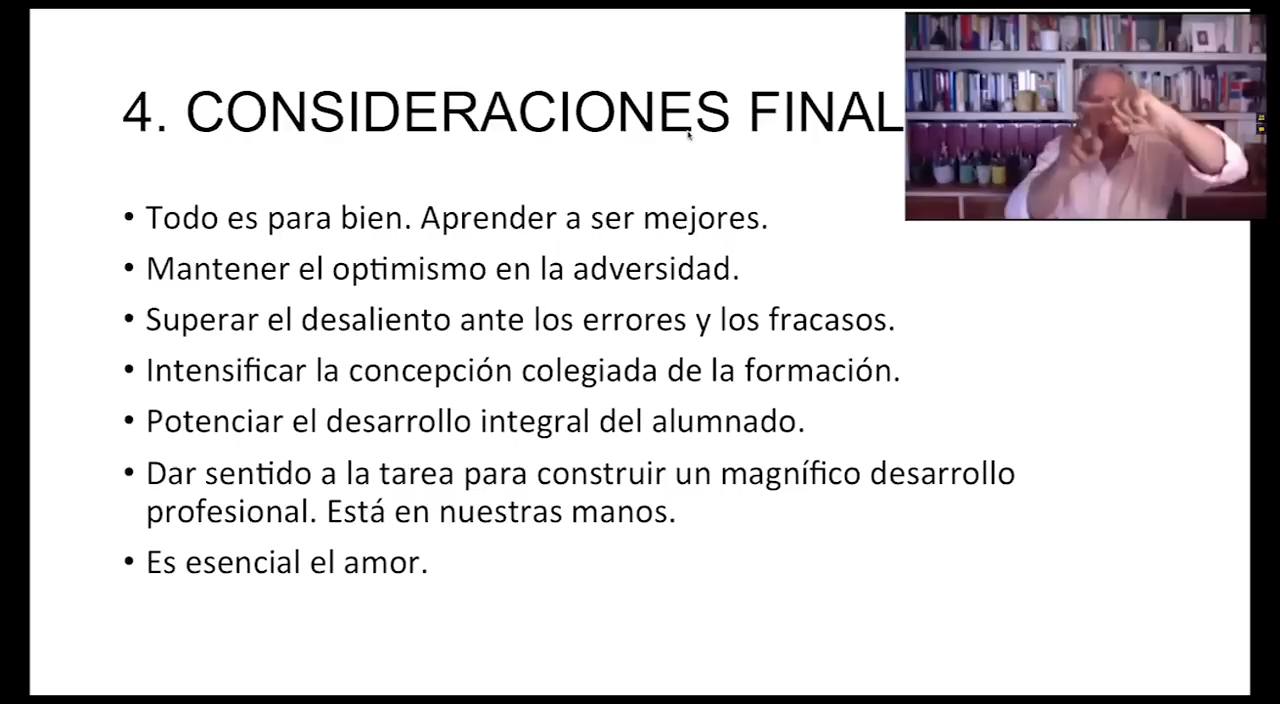 4. CONSIDERACIONES FINAL
• Todo es para bien. Aprender a ser mejores.
• Mantener el optimismo en la adversidad.
• Superar el desaliento ante los errores y los fracasos.
• Intensificar la concepción colegiada de la formación.
• Potenciar el desarrollo integral del alumnado.
• Dar sentido a la tarea para construir un magnífico desarrollo
profesional. Está en nuestras manos.
• Es esencial el amor.